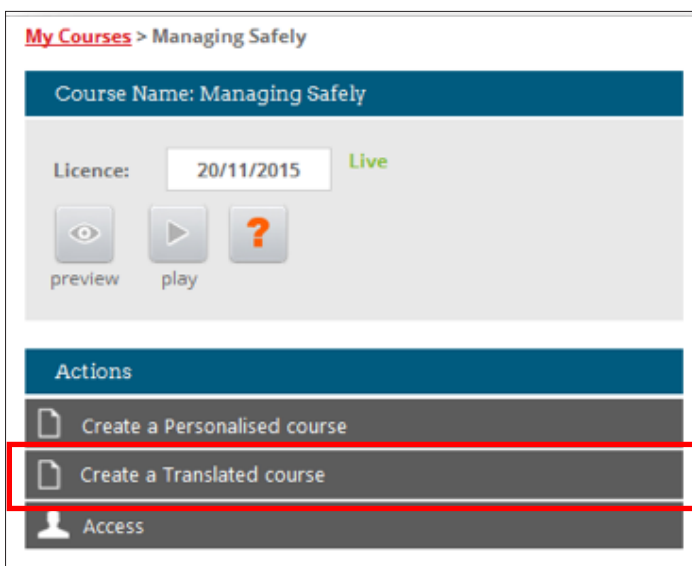 My Courses > Managing Safely
Course Name: Managing Safely
Licence: 20/11/2015 Live
?
preview play
Actions
Create a Personalised course
Create a Translated course
Access